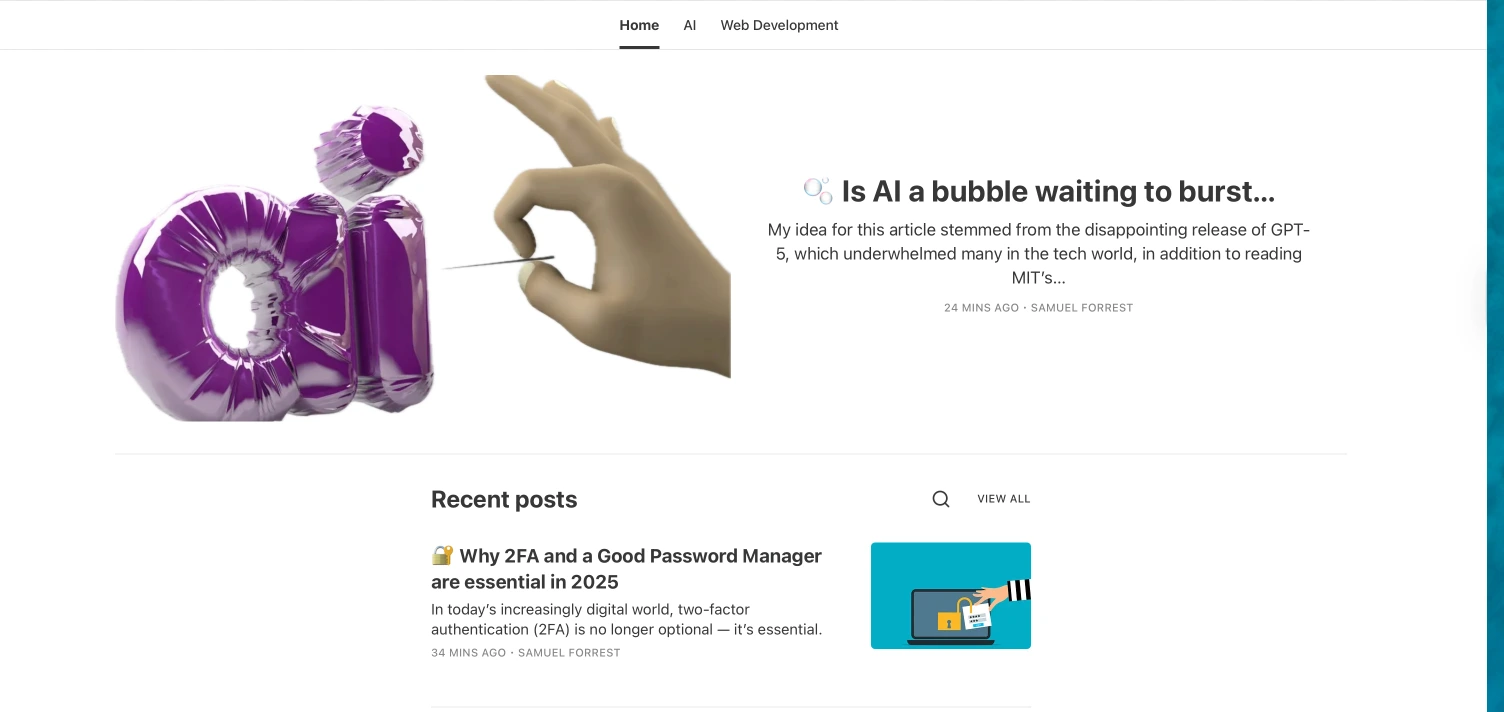 Home AI Web Development
ai
🫧 Is AI a bubble waiting to burst...
My idea for this article stemmed from the disappointing release of GPT-
5, which underwhelmed many in the tech world, in addition to reading
MIT’s...
24 MINS AGO · SAMUEL FORREST
Recent posts
VIEW ALL
🔐 Why 2FA and a Good Password Manager
are essential in 2025
In today’s increasingly digital world, two-factor
authentication (2FA) is no longer optional — it’s essential.
34 MINS AGO · SAMUEL FORREST